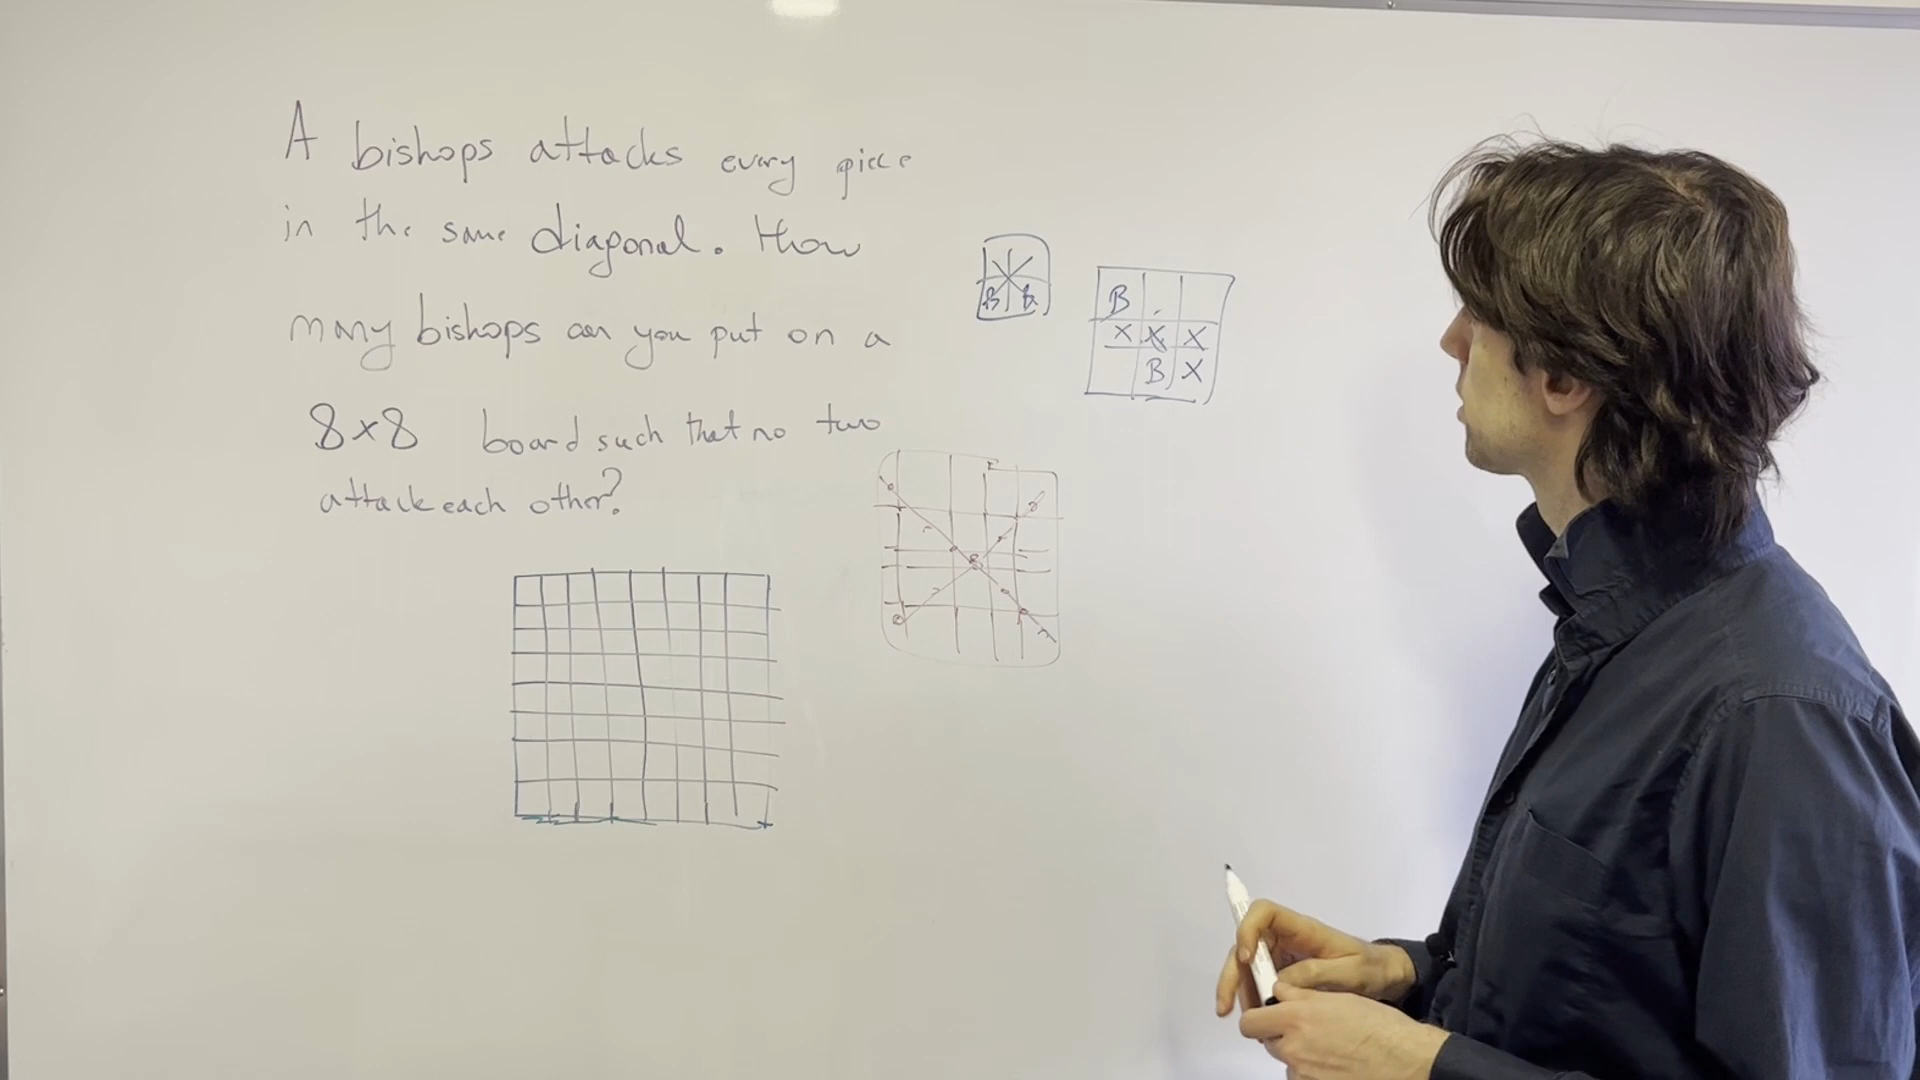 A bishops attacks every piece
in the same diagonal. How
many bishops can you put on a
8x8 board such that no two
attack each other?
B B
B
X X X
B X